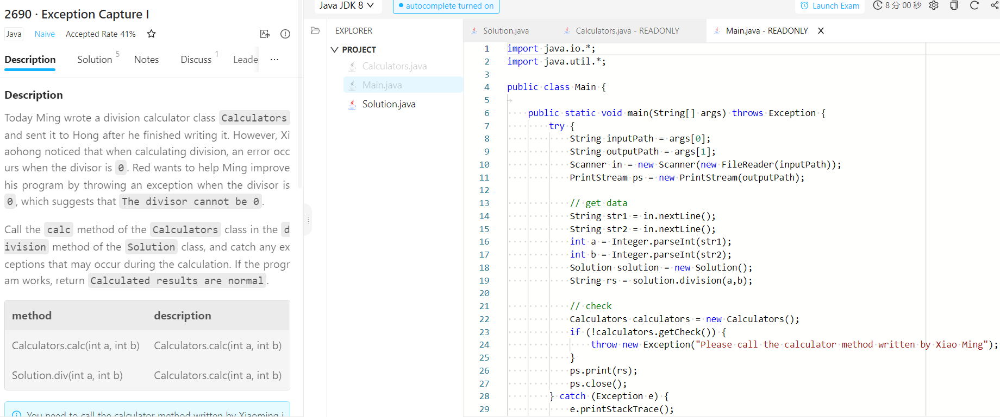 2690 · Exception Capture I
Java Naive Accepted Rate 41%
Description Solution 5 Notes Discuss 1 Leade ...
Description
Today Ming wrote a division calculator class Calculators
and sent it to Hong after he finished writing it. However, Xi
aohong noticed that when calculating division, an error occ
urs when the divisor is 0. Red wants to help Ming improve
his program by throwing an exception when the divisor is
0, which suggests that The divisor cannot be 0.
Call the calc method of the Calculators class in the d
ivision method of the Solution class, and catch any ex
ceptions that may occur during the calculation. If the progr
am works, return Calculated results are normal.
method description
Calculators.calc(int a, int b) Calculators.calc(int a, int b)
Solution.div(int a, int b) Calculators.calc(int a, int b)
You need to call the calculator method written by Xiaoming i
Java JDK 8
autocomplete turned on
Launch Exam
8 分 00 秒
EXPLORER
PROJECT
Calculators.java
Main.java
Solution.java
Solution.java Calculators.java - READONLY Main.java - READONLY
1 import java.io.*;
2 import java.util.*;
3
4 public class Main {
5
6 public static void main(String[] args) throws Exception {
7 try {
8 String inputPath = args[0];
9 String outputPath = args[1];
10 Scanner in = new Scanner(new FileReader(inputPath));
11 PrintStream ps = new PrintStream(outputPath);
12
13 // get data
14 String str1 = in.nextLine();
15 String str2 = in.nextLine();
16 int a = Integer.parseInt(str1);
17 int b = Integer.parseInt(str2);
18 Solution solution = new Solution();
19 String rs = solution.division(a,b);
20
21 // check
22 Calculators calculators = new Calculators();
23 if (!calculators.getCheck()) {
24 throw new Exception("Please call the calculator method written by Xiao Ming");
25 }
26 ps.print(rs);
27 ps.close();
28 } catch (Exception e) {
29 e.printStackTrace();